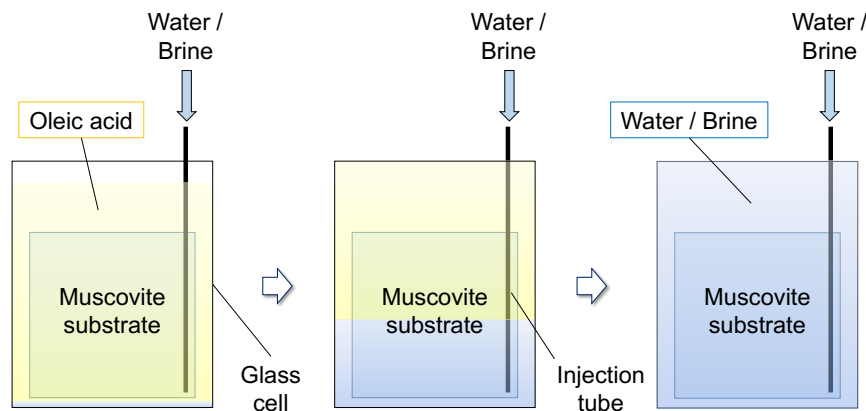 Water /
Brine
Water /
Brine
Water /
Brine
Oleic acid
Water / Brine
Muscovite
substrate
Muscovite
substrate
Muscovite
substrate
Glass
cell
Injection
tube